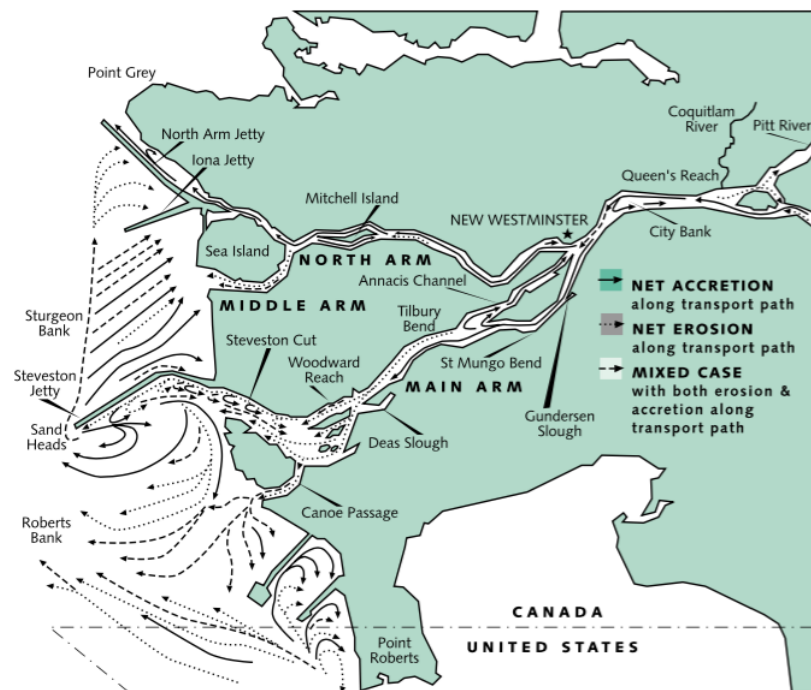 Point Grey
North Arm Jetty
Iona Jetty
Coquitlam
River
Pitt River
Queen's Reach
Mitchell Island
NEW WESTMINSTER
City Bank
Sea Island
NORTH ARM
Annacis Channel
MIDDLE ARM
Sturgeon
Bank
Tilbury
Bend
Steveston Cut
Woodward
Reach
St Mungo Bend
MAIN ARM
Steveston
Jetty
Sand
Heads
Gundersen
Slough
Deas Slough
Canoe Passage
Roberts
Bank
NET ACCRETION
along transport path
NET EROSION
along transport path
MIXED CASE
with both erosion &
accretion along
transport path
CANADA
UNITED STATES
Point
Roberts